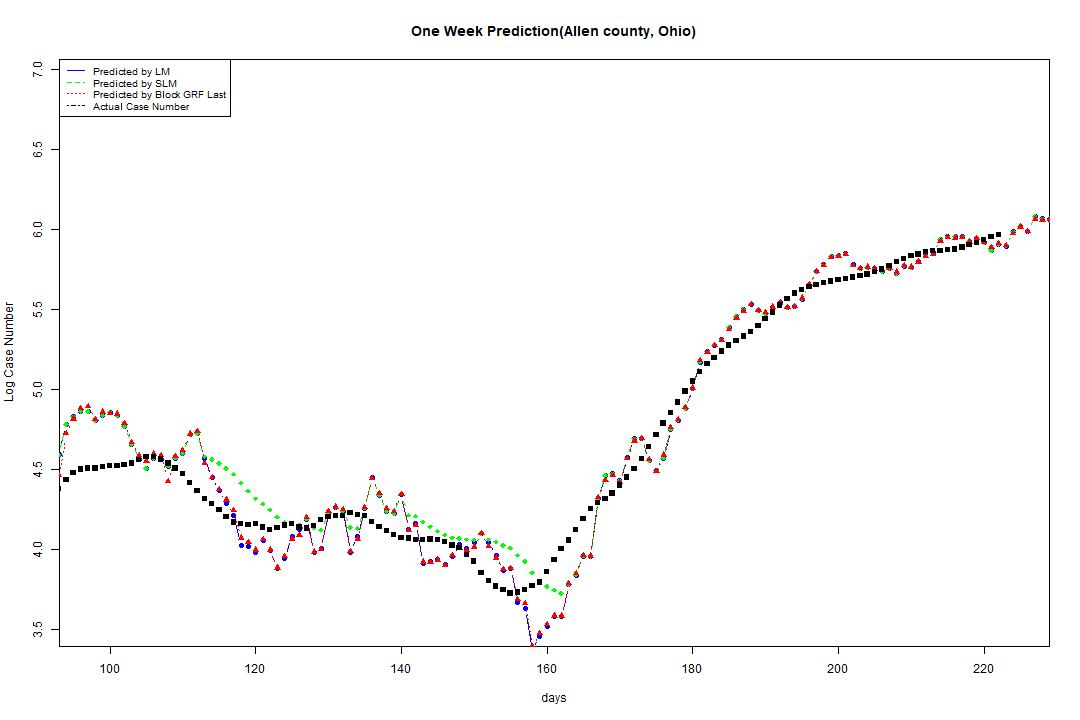 One Week Prediction(Allen county, Ohio)
Predicted by LM
Predicted by SLM
Predicted by Block GRF Last
Actual Case Number
7.0
6.5
6.0
5.5
5.0
4.5
4.0
3.5
Log Case Number
100 120 140 160 180 200 220
days